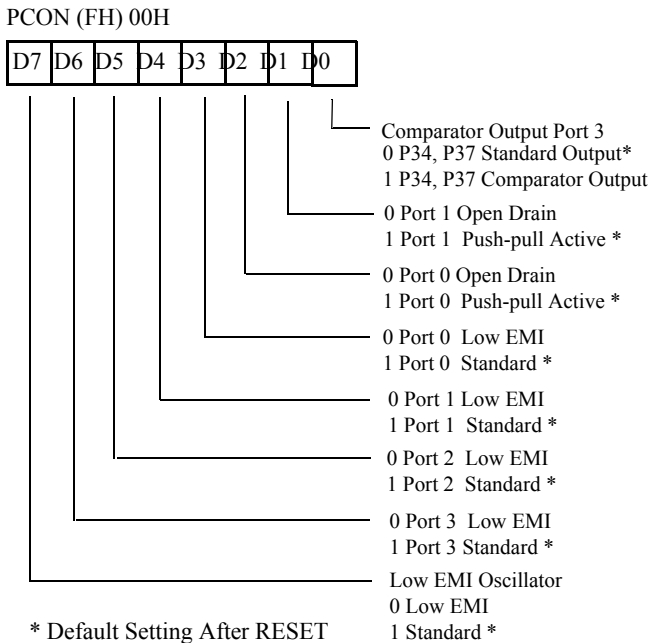 PCON (FH) 00H
D7 D6 D5 D4 D3 D2 D1 D0
Comparator Output Port 3
0 P34, P37 Standard Output*
1 P34, P37 Comparator Output
0 Port 1 Open Drain
1 Port 1 Push-pull Active *
0 Port 0 Open Drain
1 Port 0 Push-pull Active *
0 Port 0 Low EMI
1 Port 0 Standard *
0 Port 1 Low EMI
1 Port 1 Standard *
0 Port 2 Low EMI
1 Port 2 Standard *
0 Port 3 Low EMI
1 Port 3 Standard *
Low EMI Oscillator
0 Low EMI
1 Standard *
* Default Setting After RESET